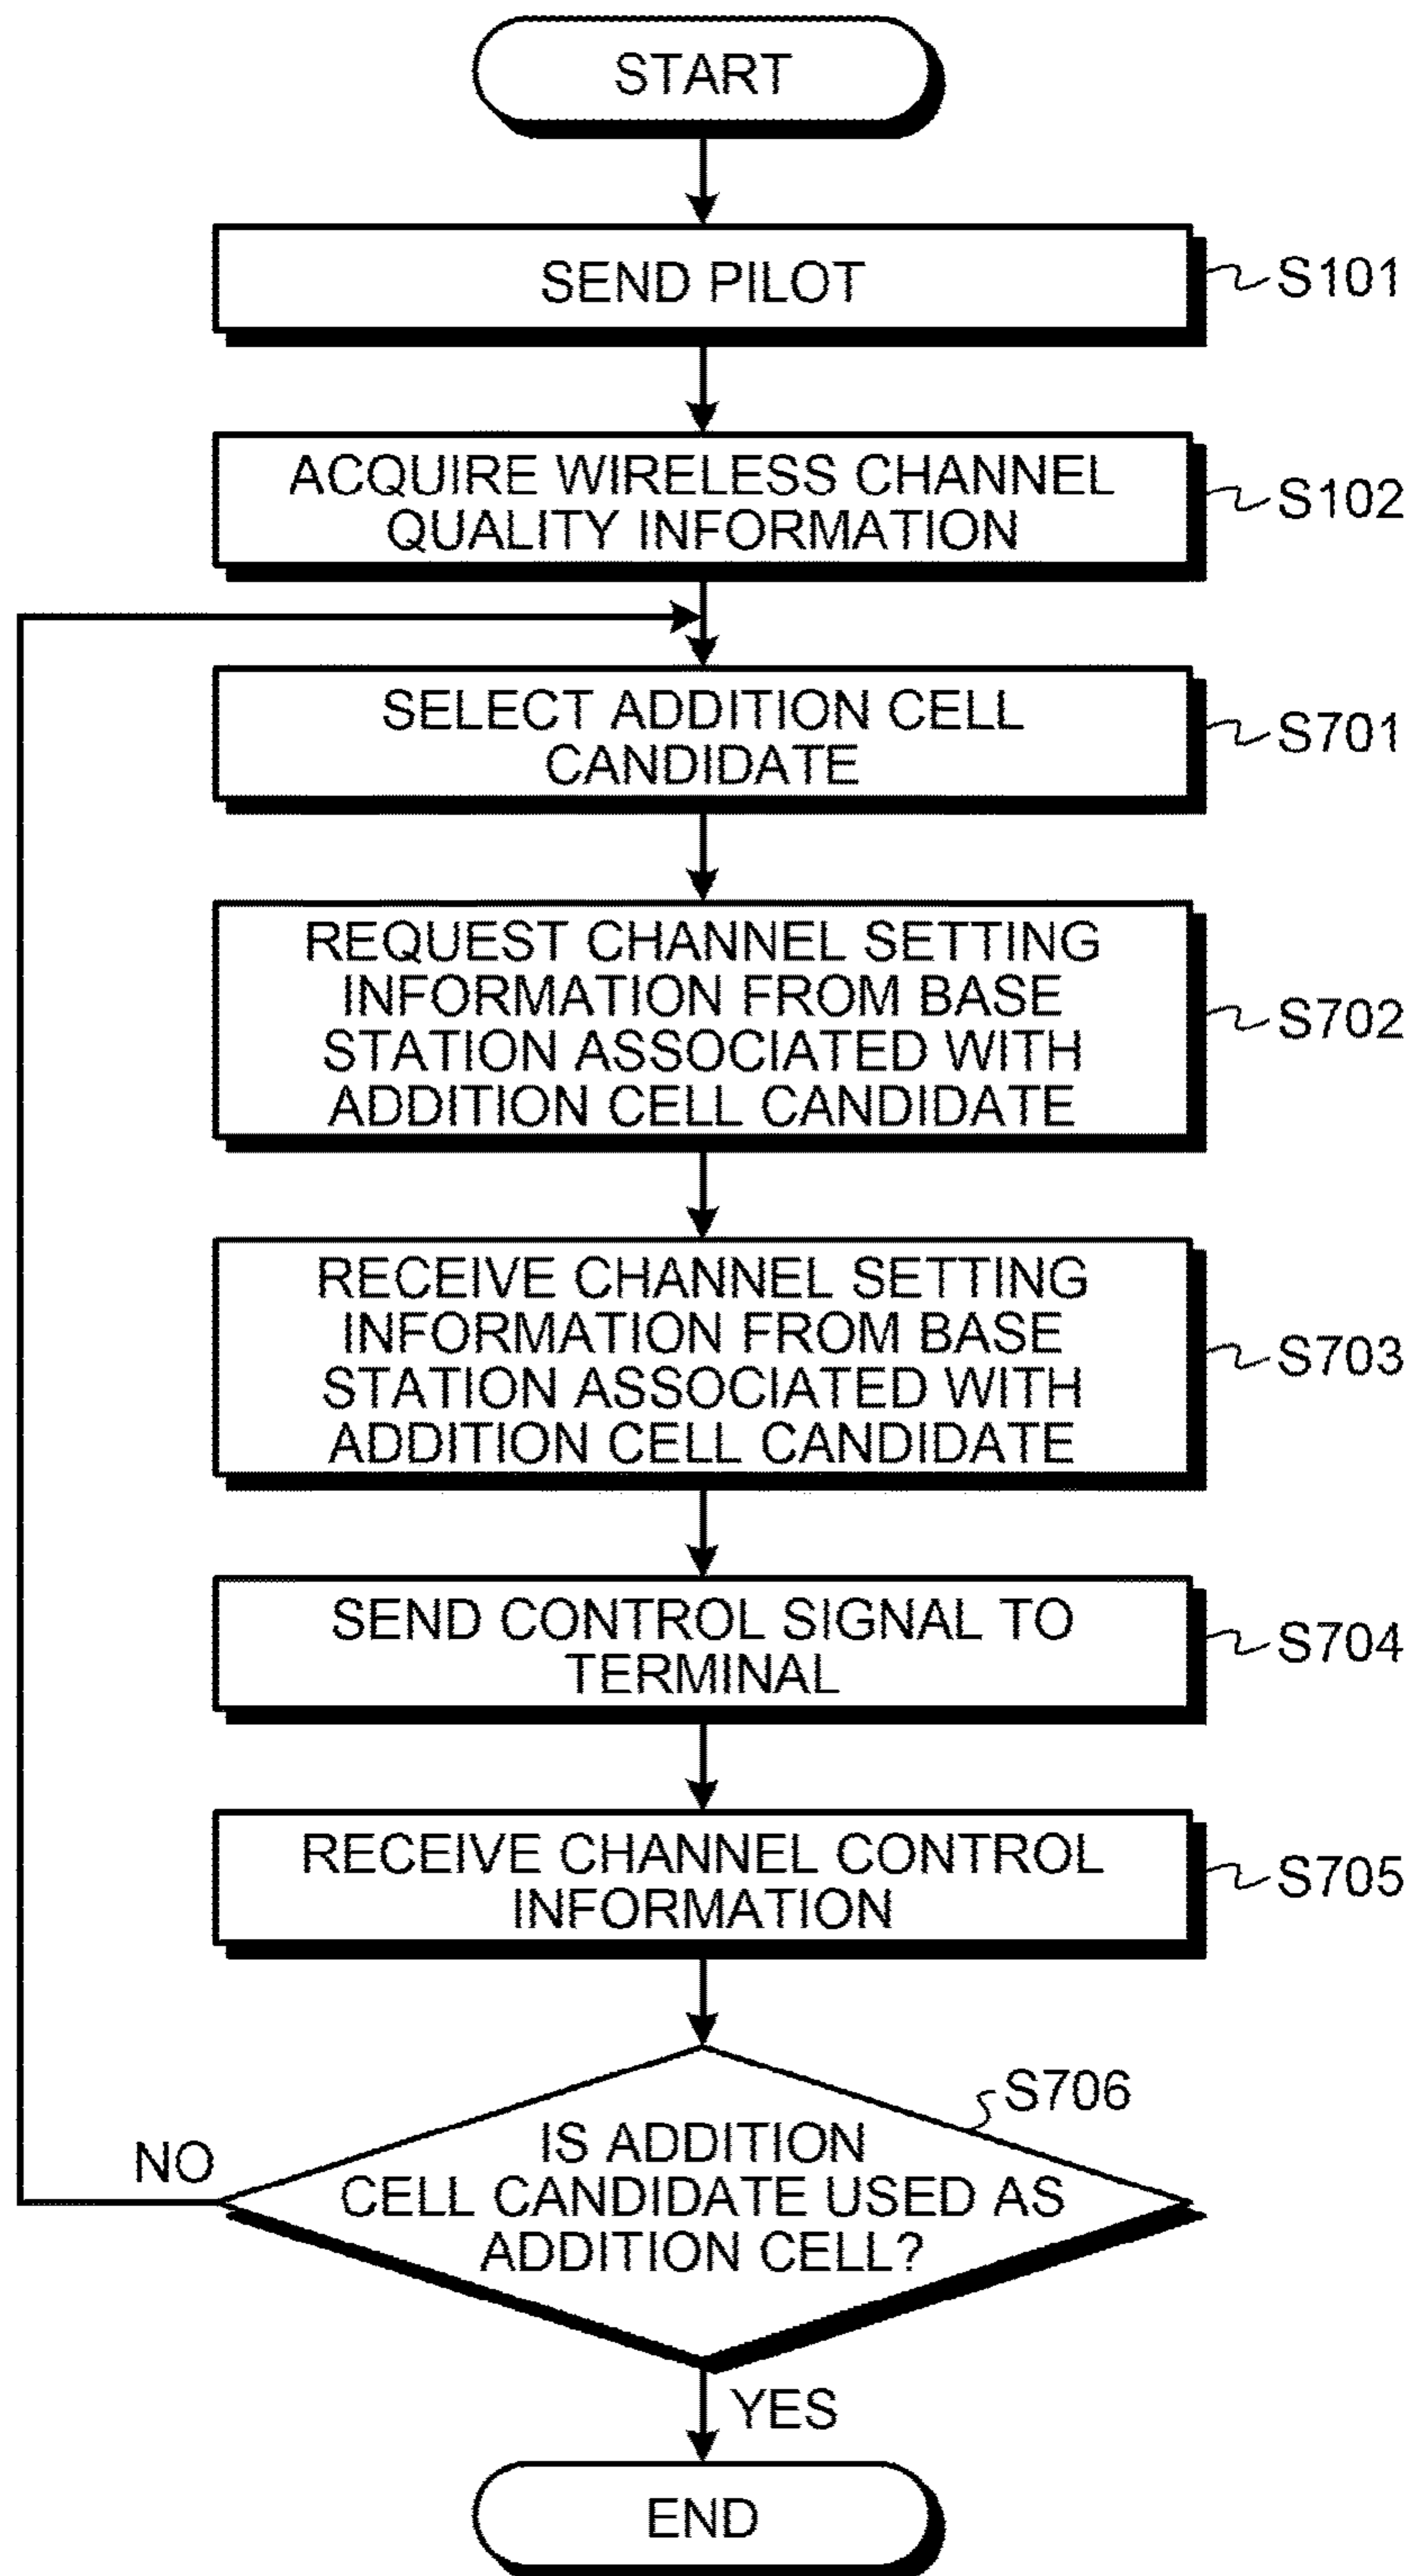 START
SEND PILOT
S101
ACQUIRE WIRELESS CHANNEL
QUALITY INFORMATION
S102
SELECT ADDITION CELL
CANDIDATE
S701
REQUEST CHANNEL SETTING
INFORMATION FROM BASE
STATION ASSOCIATED WITH
ADDITION CELL CANDIDATE
S702
RECEIVE CHANNEL SETTING
INFORMATION FROM BASE
STATION ASSOCIATED WITH
ADDITION CELL CANDIDATE
S703
SEND CONTROL SIGNAL TO
TERMINAL
S704
RECEIVE CHANNEL CONTROL
INFORMATION
S705
S706
IS ADDITION
CELL CANDIDATE USED AS
ADDITION CELL?
NO
YES
END